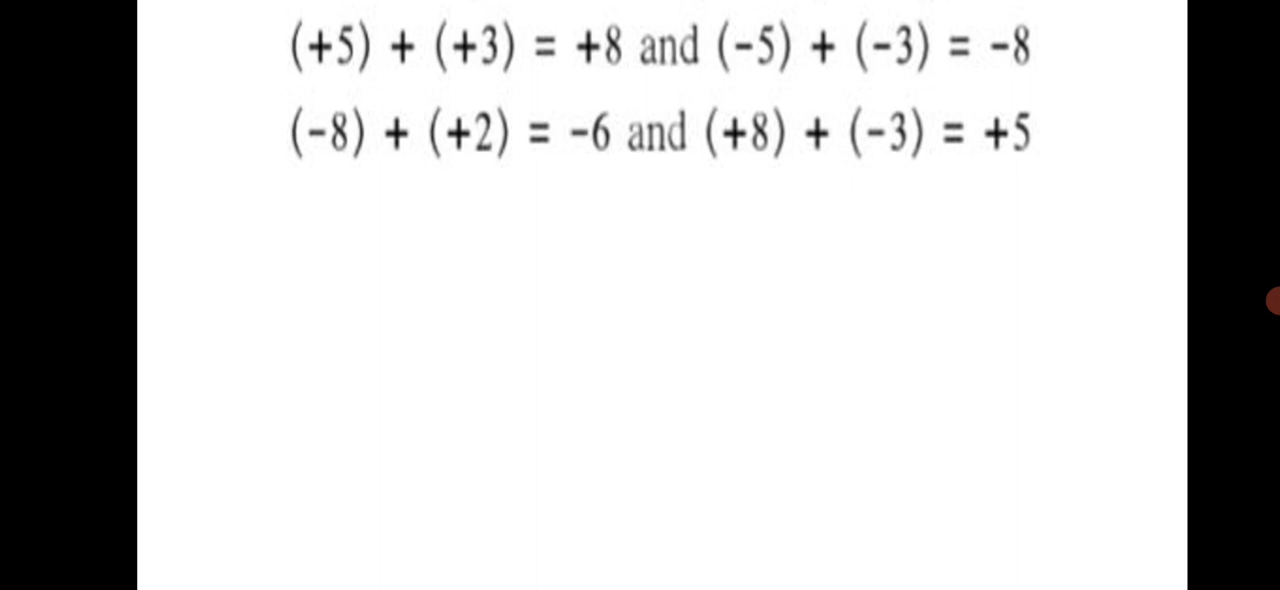 (+5) + (+3) = +8 and (-5) + (-3) = -8
(-8) + (+2) = -6 and (+8) + (-3) = +5